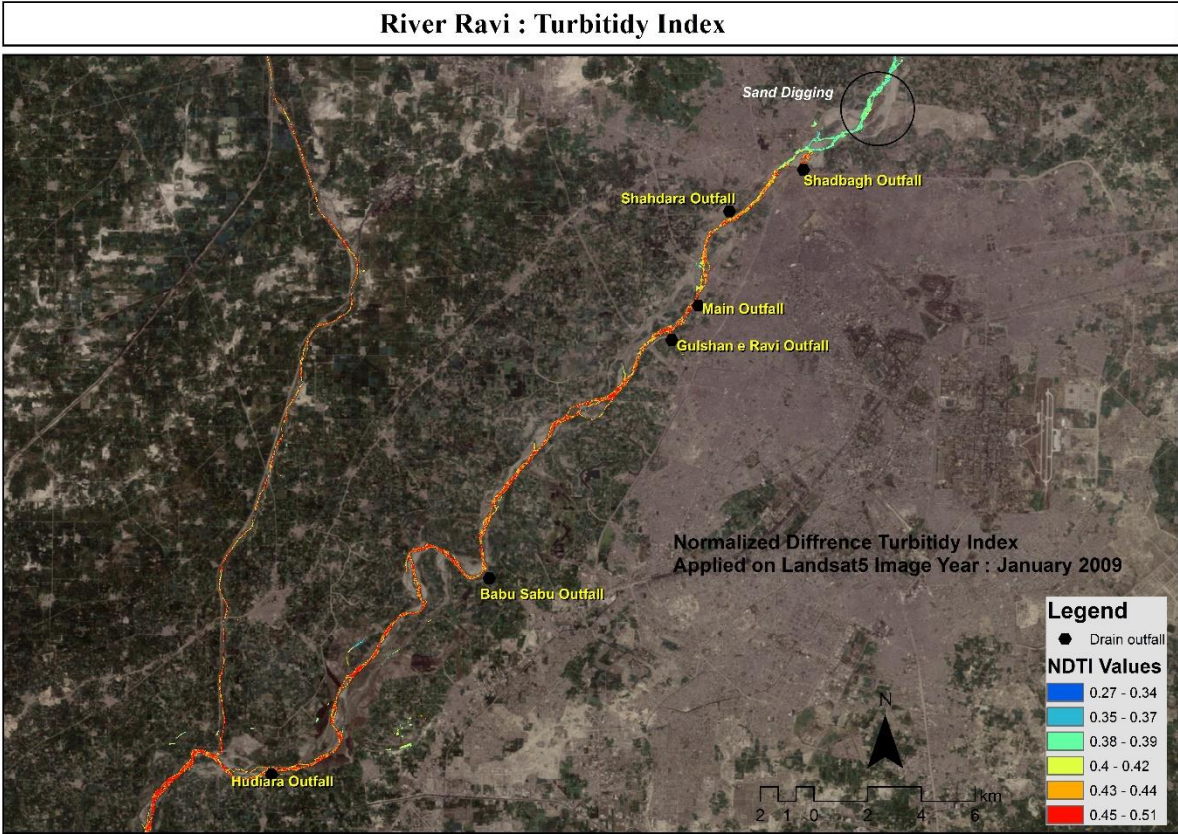 River Ravi : Turbitidy Index
Sand Digging
Shadbagh Outfall
Shahdara Outfall
Main Outfall
Gulshan e Ravi Outfall
Normalized Diffrence Turbitidy Index
Applied on Landsat5 Image Year : January 2009
Babu Sabu Outfall
Hudiara Outfall
Legend
Drain outfall
NDTI Values
0.27 - 0.34
0.35 - 0.37
0.38 - 0.39
0.4 - 0.42
0.43 - 0.44
0.45 - 0.51
N
km
2 1 0 2 4 6